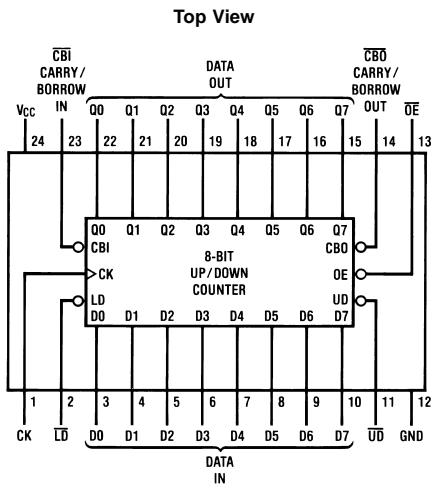 Top View
CBI
CARRY/
BORROW
IN
DATA
OUT
CBO
CARRY/
BORROW
OUT
VCC
Q0 Q1 Q2 Q3 Q4 Q5 Q6 Q7
OE
24 23 22 21 20 19 18 17 16 15 14 13
Q0 Q1 Q2 Q3 Q4 Q5 Q6 Q7
CBI
8-BIT
CBO
CK
UP/DOWN
OE
LD
COUNTER
UD
D0 D1 D2 D3 D4 D5 D6 D7
1 2 3 4 5 6 7 8 9 10 11 12
CK LD D0 D1 D2 D3 D4 D5 D6 D7 UD GND
DATA
IN